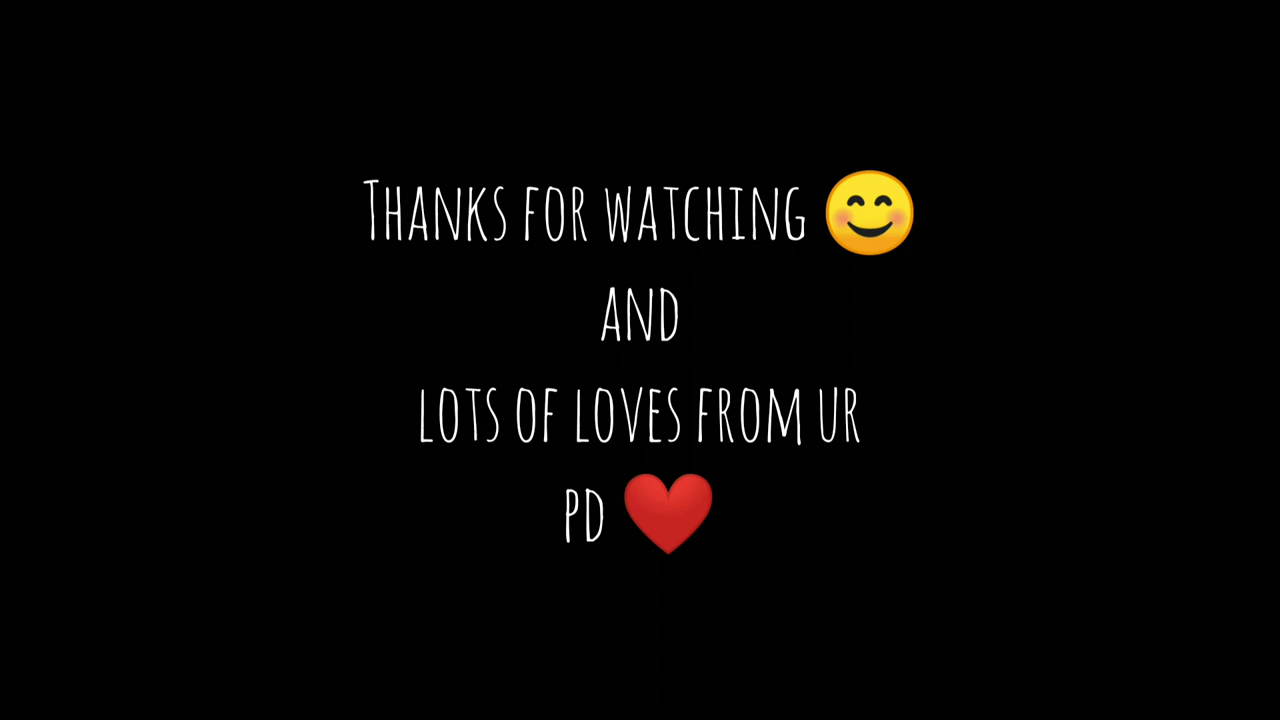 Thanks for watching 😊
and
lots of loves from ur
pd ❤️